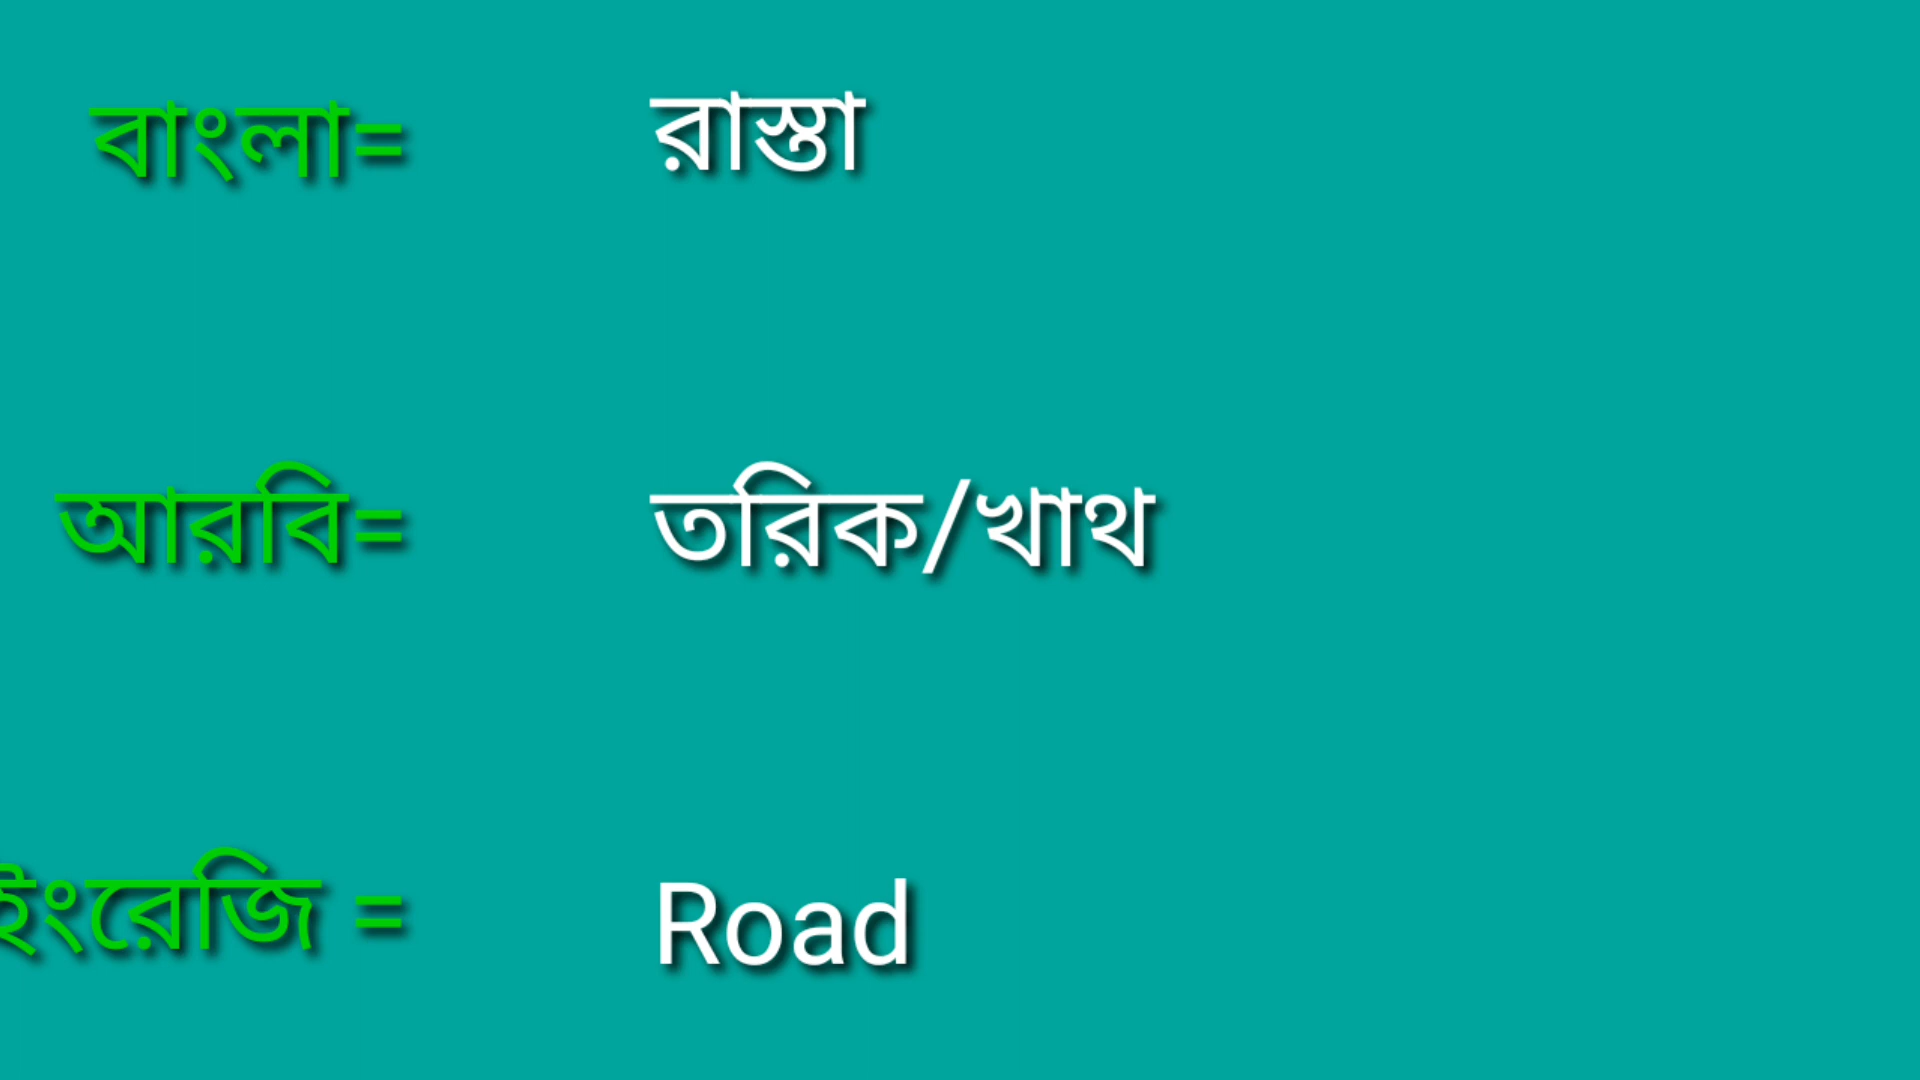 বাংলা= রাস্তা
আরবি= তরিক/খাথ
ইংরেজি = Road